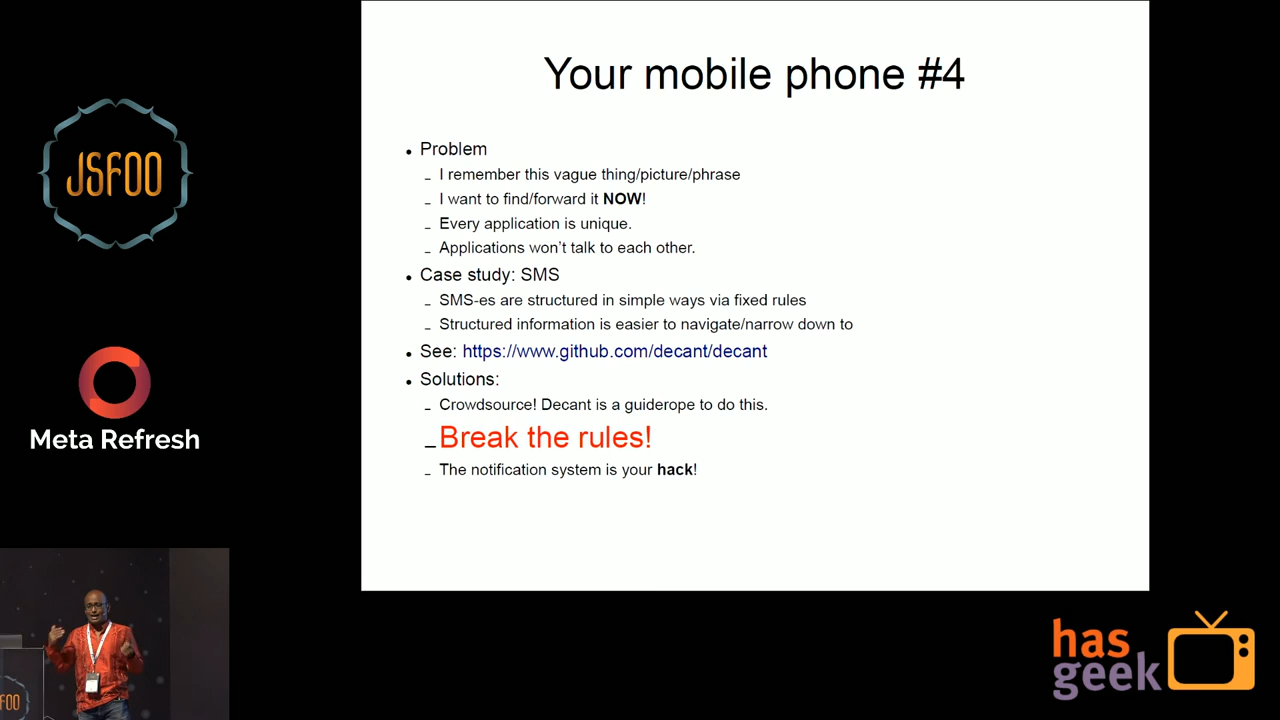 Your mobile phone #4
JSFOO
Meta Refresh
• Problem
– I remember this vague thing/picture/phrase
– I want to find/forward it NOW!
– Every application is unique.
– Applications won't talk to each other.
• Case study: SMS
– SMS-es are structured in simple ways via fixed rules
– Structured information is easier to navigate/narrow down to
• See: https://www.github.com/decant/decant
• Solutions:
– Crowdsource! Decant is a guiderope to do this.
– Break the rules!
– The notification system is your hack!
has
geek
FOO